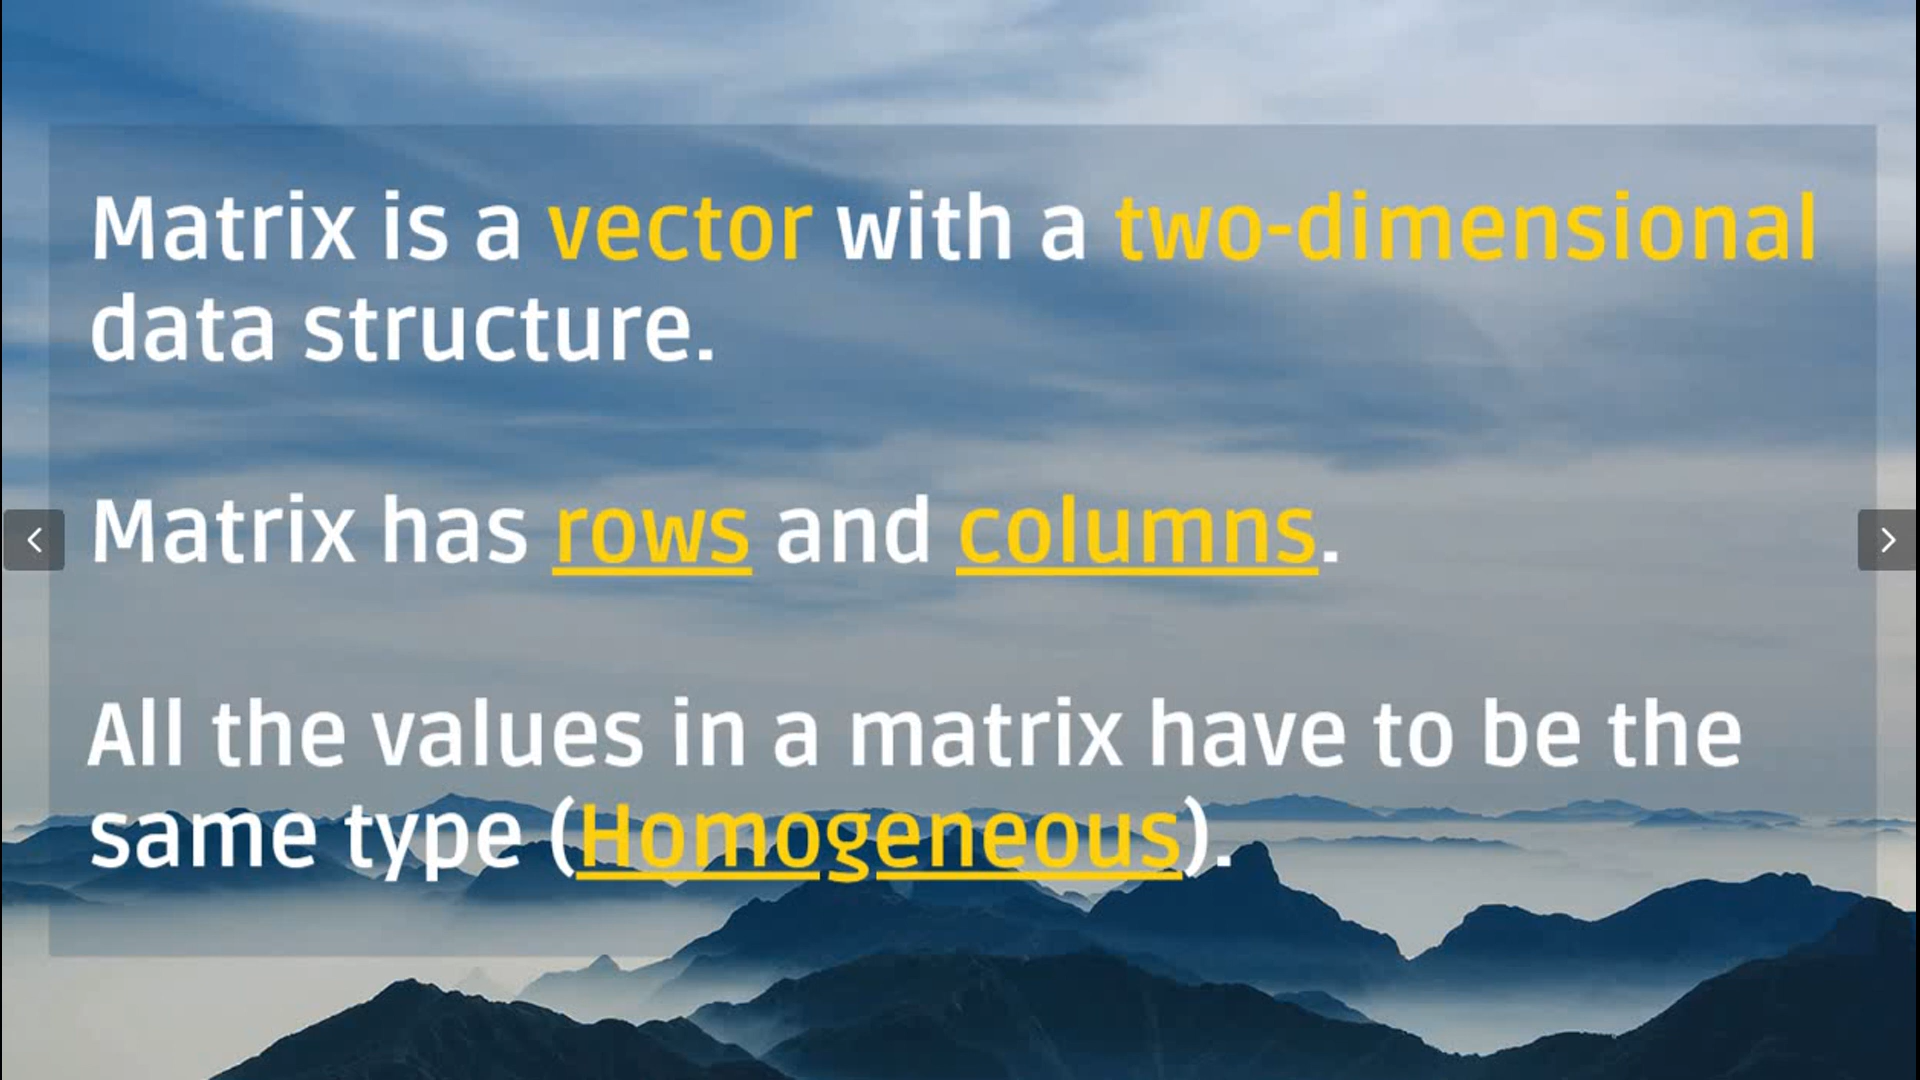 Matrix is a vector with a two-dimensional
data structure.
Matrix has rows and columns.
All the values in a matrix have to be the
same type (Homogeneous).